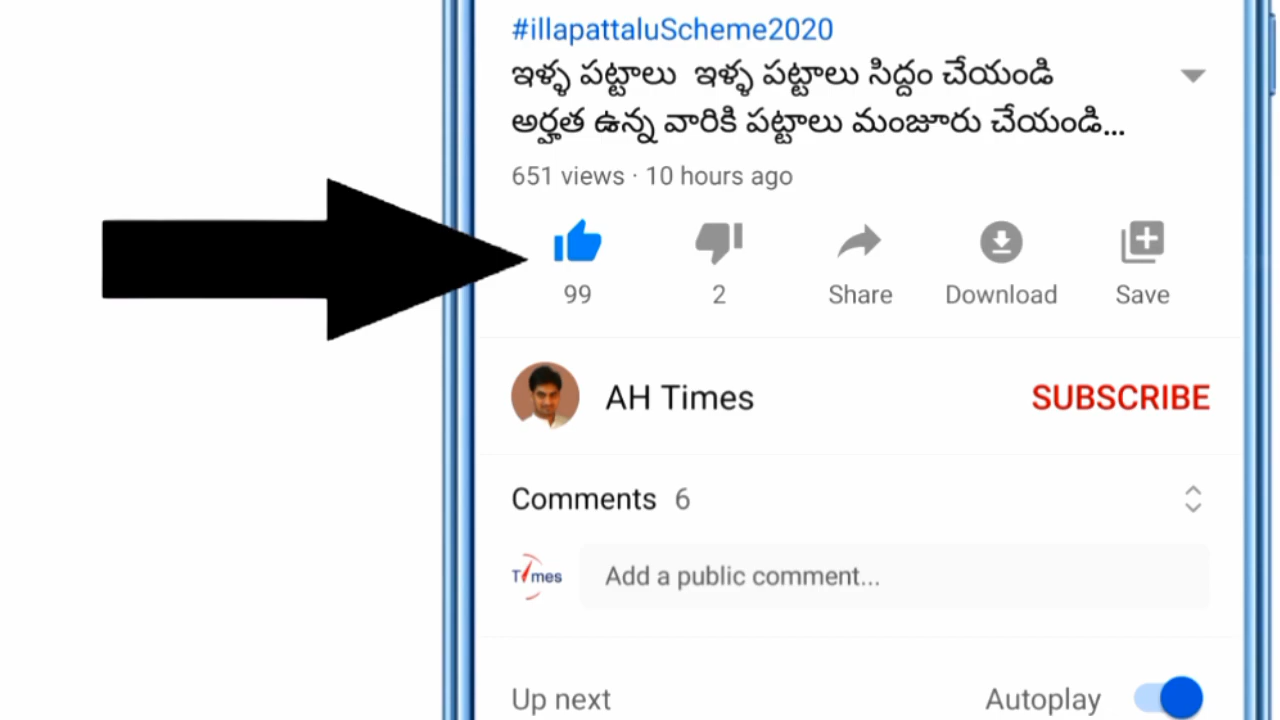 #illapattaluScheme2020
ఇళ్ళ పట్టాలు ఇళ్ళ పట్టాలు సిద్దం చేయండి
అర్హత ఉన్న వారికి పట్టాలు మంజూరు చేయండి...
651 views · 10 hours ago
99 2 Share Download Save
AH Times SUBSCRIBE
Comments 6
Times Add a public comment...
Up next Autoplay